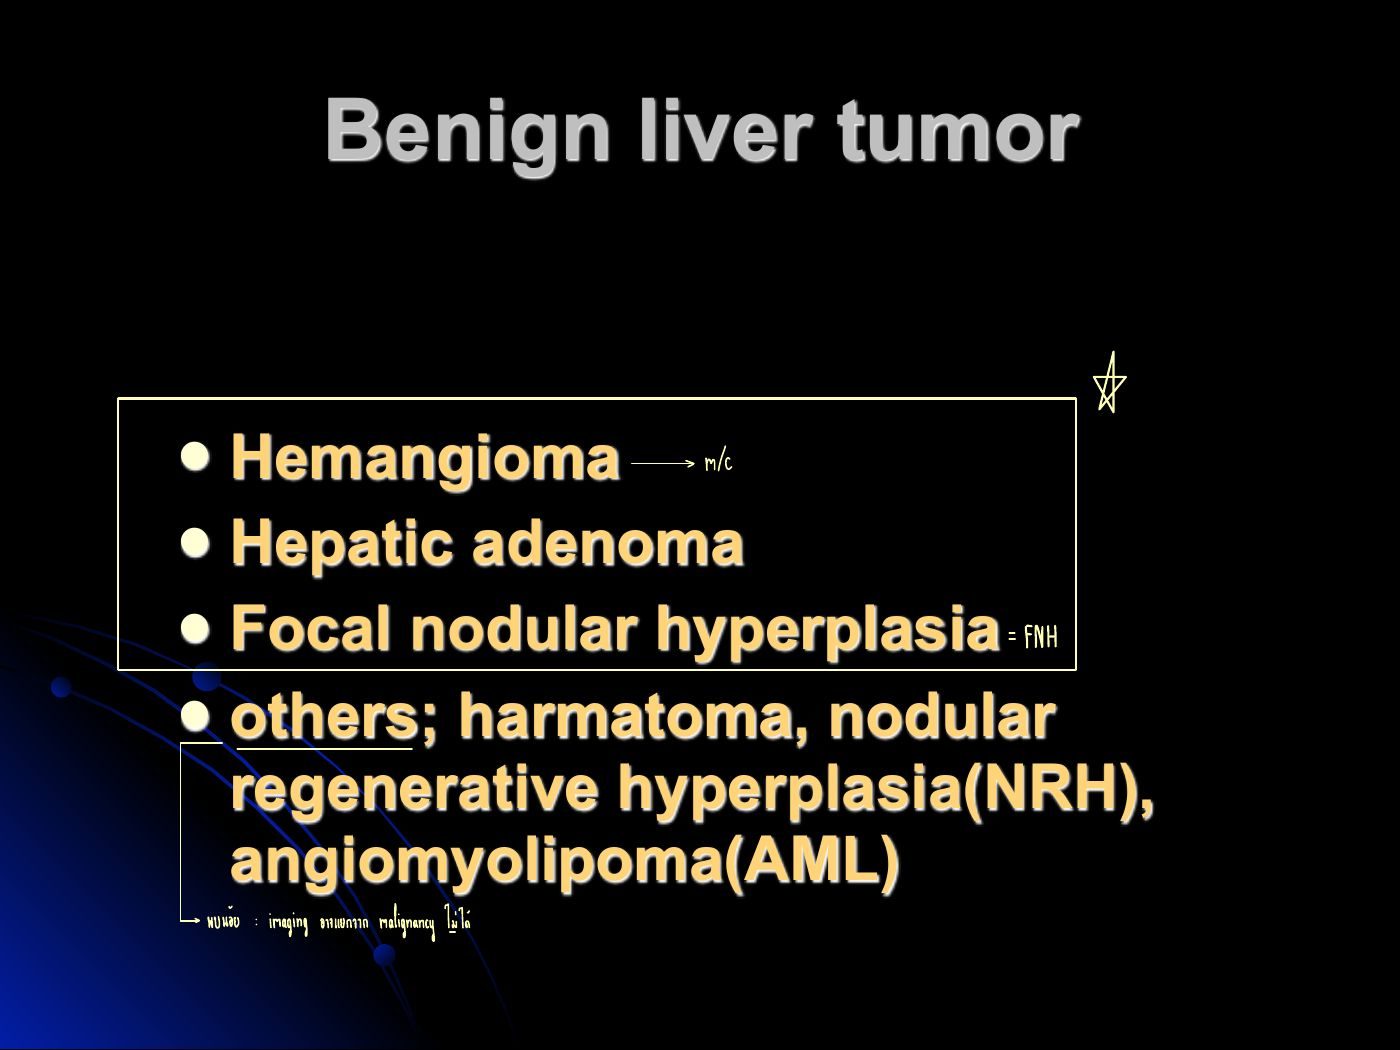 Benign liver tumor
Hemangioma → m/c
Hepatic adenoma
Focal nodular hyperplasia = FNH
others; harmatoma, nodular
regenerative hyperplasia(NRH),
angiomyolipoma(AML)
พบน้อย : imaging อาจแยกจาก malignancy ไม่ได้